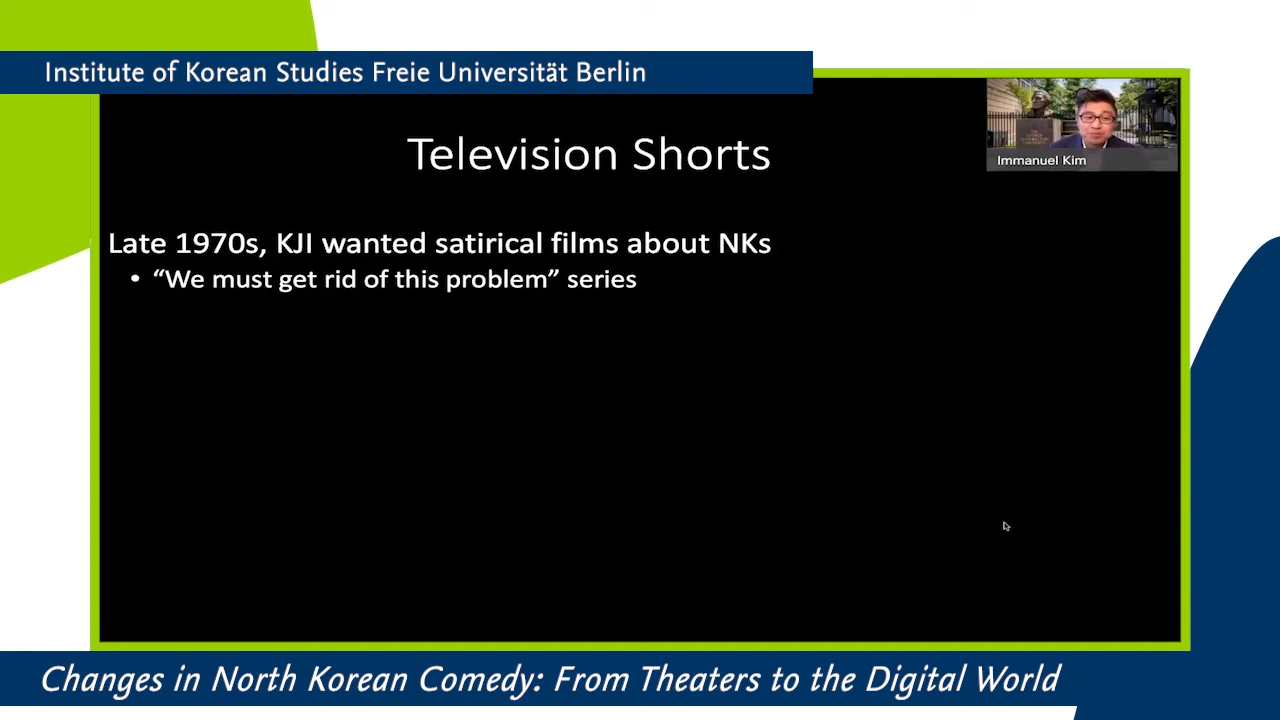 Institute of Korean Studies Freie Universität Berlin
Television Shorts
Immanuel Kim
Late 1970s, KJI wanted satirical films about NKs
• “We must get rid of this problem” series
Changes in North Korean Comedy: From Theaters to the Digital World